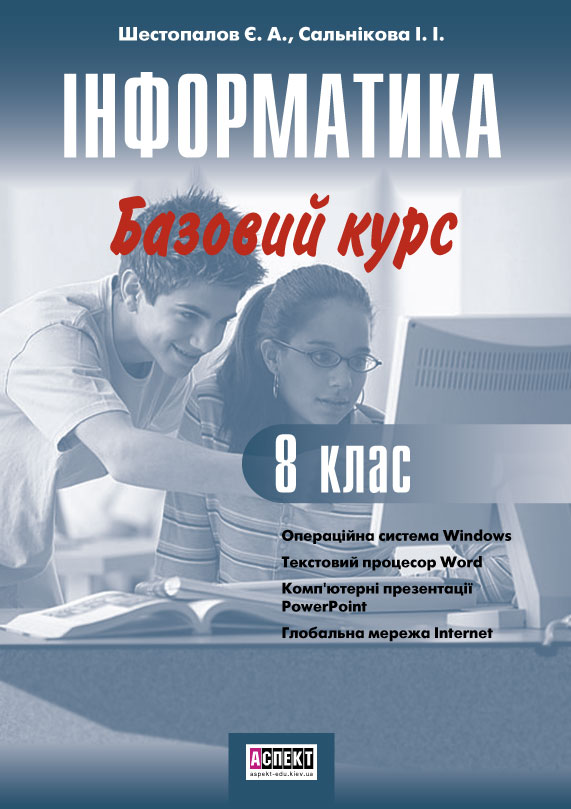 Шестопалов Є. А., Сальнікова І. І.
ІНФОРМАТИКА
Базовий курс
8 клас
Операційна система Windows
Текстовий процесор Word
Комп'ютерні презентації
PowerPoint
Глобальна мережа Internet
АСПЕКТ
aspekt-edu.kiev.ua